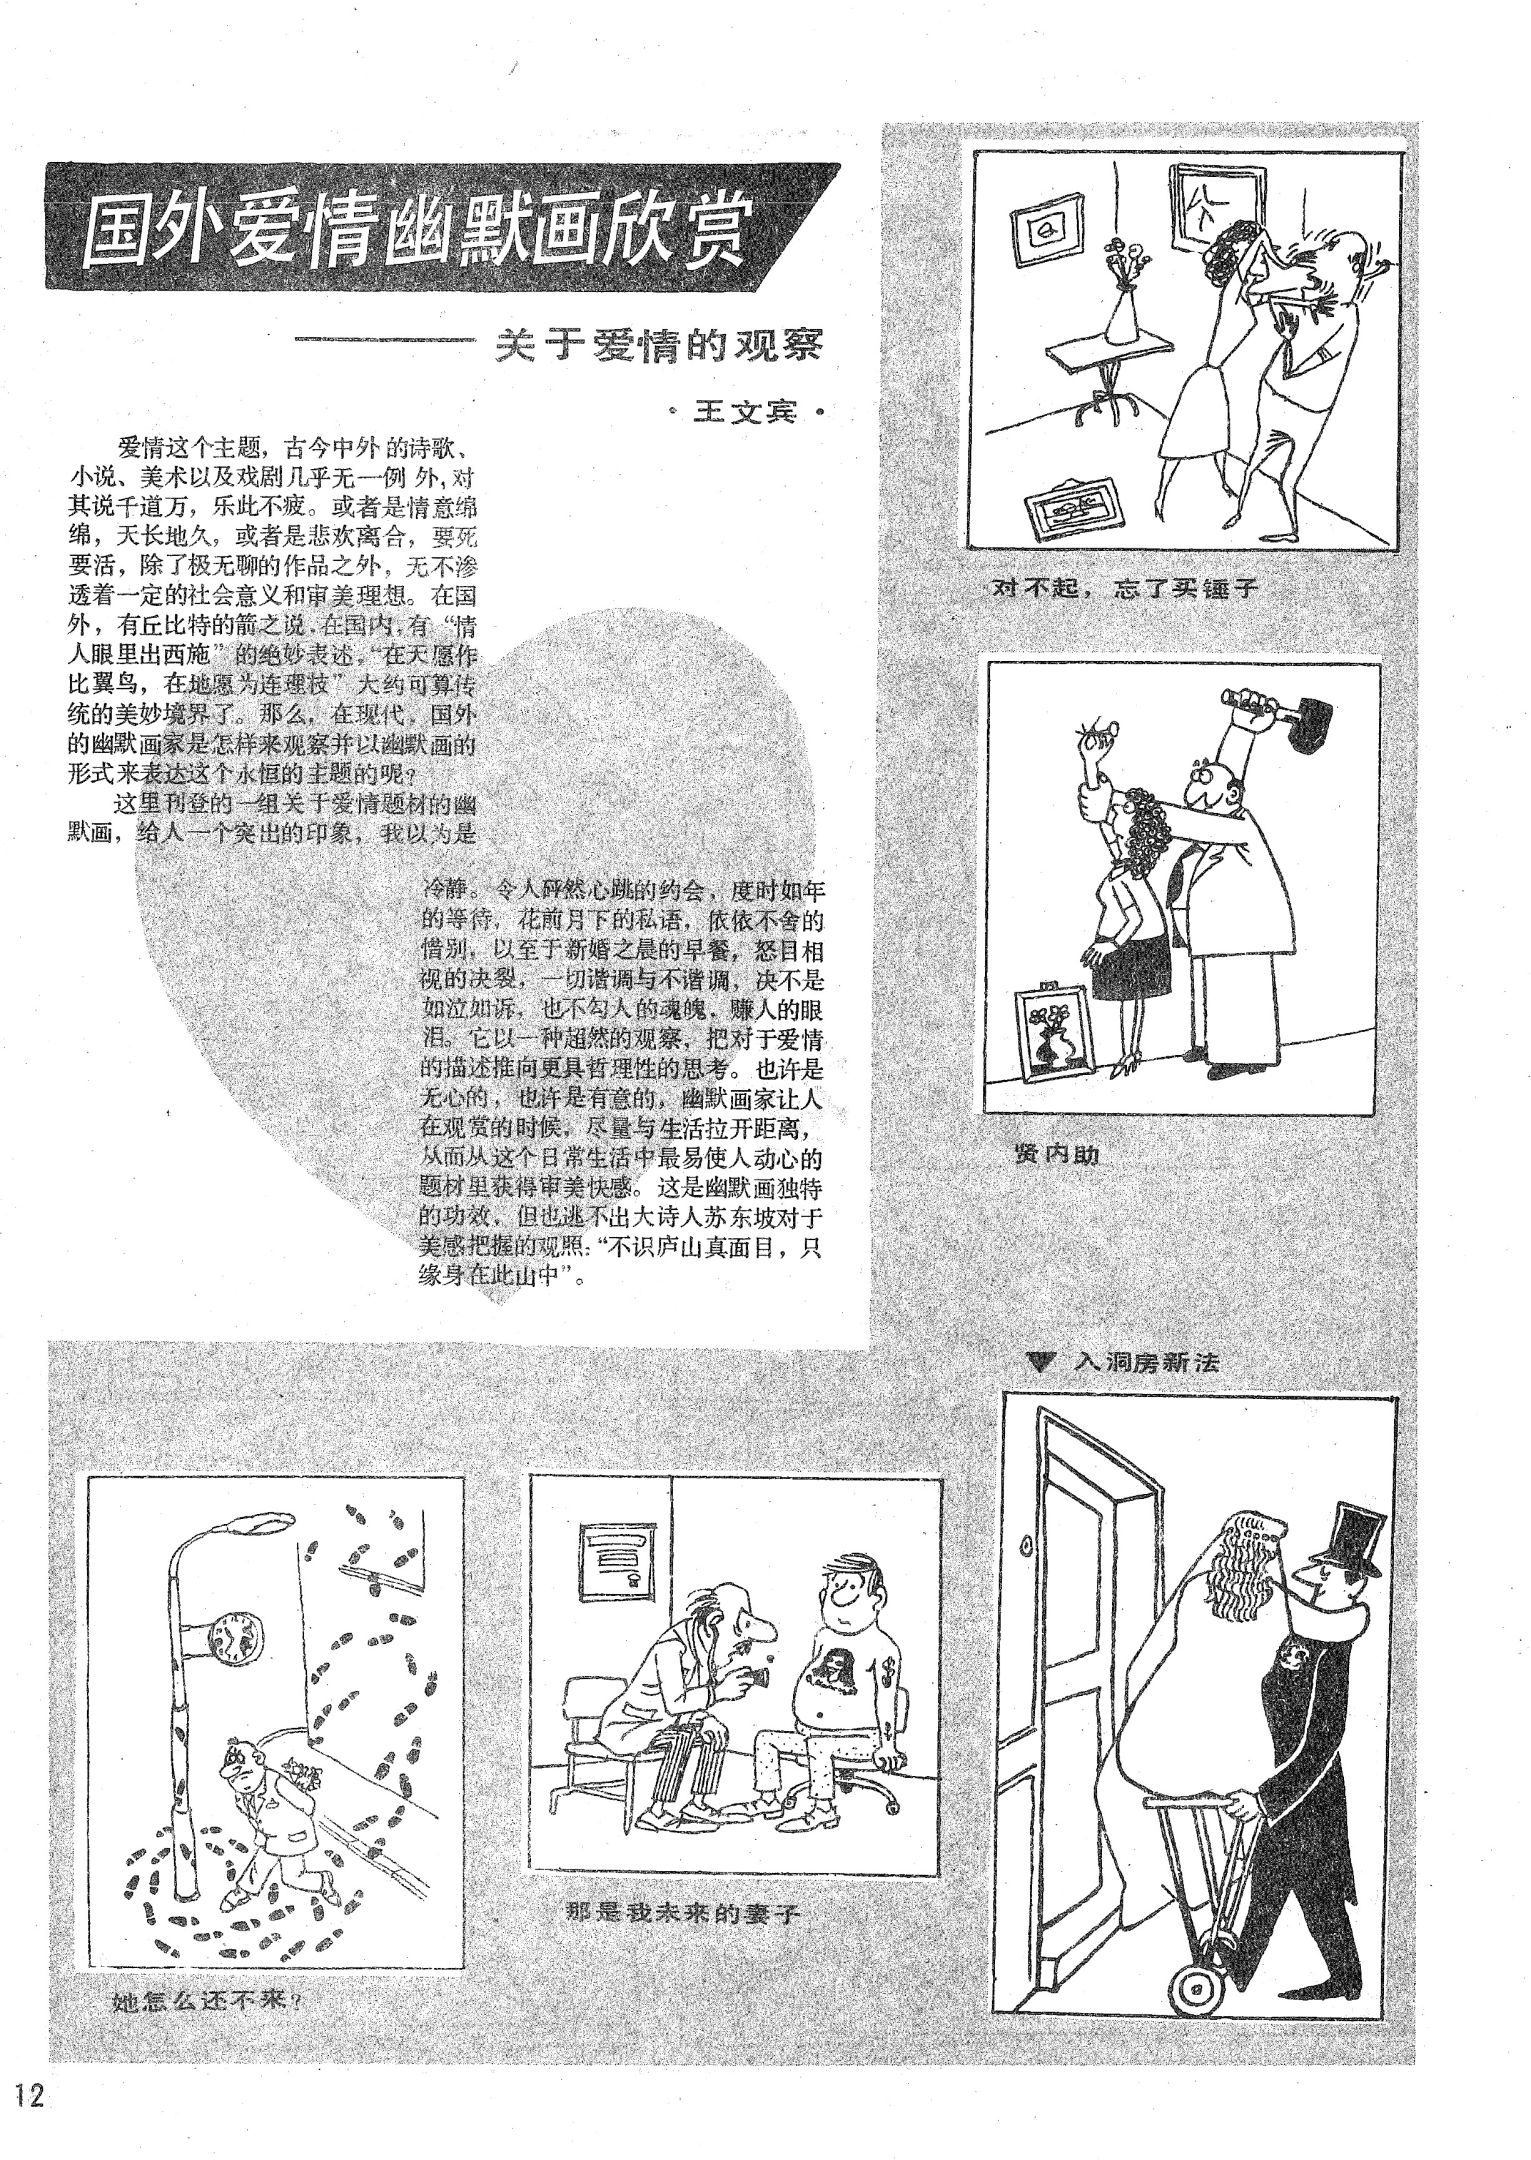 国外爱情幽默画欣赏
——关于爱情的观察
·王文宾·
爱情这个主题，古今中外的诗歌、
小说、美术以及戏剧几乎无一例外，对
其说千道万，乐此不疲。或者是情意绵
绵，天长地久，或者是悲欢离合，要死
要活，除了极无聊的作品之外，无不渗
透着一定的社会意义和审美理想。在国
外，有丘比特的箭之说，在国内，有“情
人眼里出西施”的绝妙表述，“在天愿作
比翼鸟，在地愿为连理枝”大约可算传
统的美妙境界了。那么，在现代，国外
的幽默画家是怎样来观察并以幽默画的
形式来表达这个永恒的主题的呢？
这里刊登的一组关于爱情题材的幽
默画，给人一个突出的印象，我以为是
冷静。令人砰然心跳的约会，度时如年
的等待，花前月下的私语，依依不舍的
惜别，以至于新婚之晨的早餐，怒目相
视的决裂，一切谐调与不谐调，决不是
如泣如诉，也不勾人的魂魄，赚人的眼
泪。它以一种超然的观察，把对于爱情
的描述推向更具哲理性的思考。也许是
无心的，也许是有意的，幽默画家让人
在观赏的时候，尽量与生活拉开距离，
从而从这个日常生活中最易使人动心的
题材里获得审美快感。这是幽默画独特
的功效，但也逃不出大诗人苏东坡对于
美感把握的观照：“不识庐山真面目，只
缘身在此山中”。
对不起，忘了买锤子
贤内助
▼ 入洞房新法
那是我未来的妻子
她怎么还不来？
12